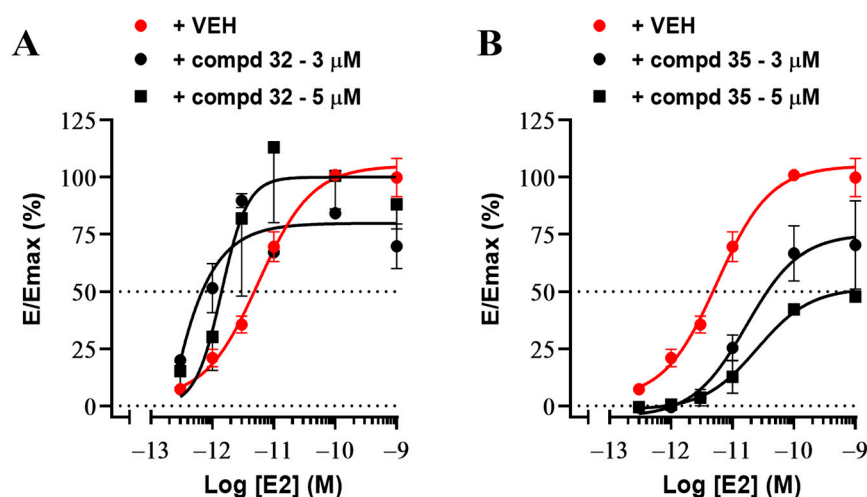 A
+ VEH
+ compd 32 - 3 μM
+ compd 32 - 5 μM
125
100
75
50
25
0
E/Emax (%)
−13 −12 −11 −10 −9
Log [E2] (M)
B
+ VEH
+ compd 35 - 3 μM
+ compd 35 - 5 μM
125
100
75
50
25
0
E/Emax (%)
−13 −12 −11 −10 −9
Log [E2] (M)